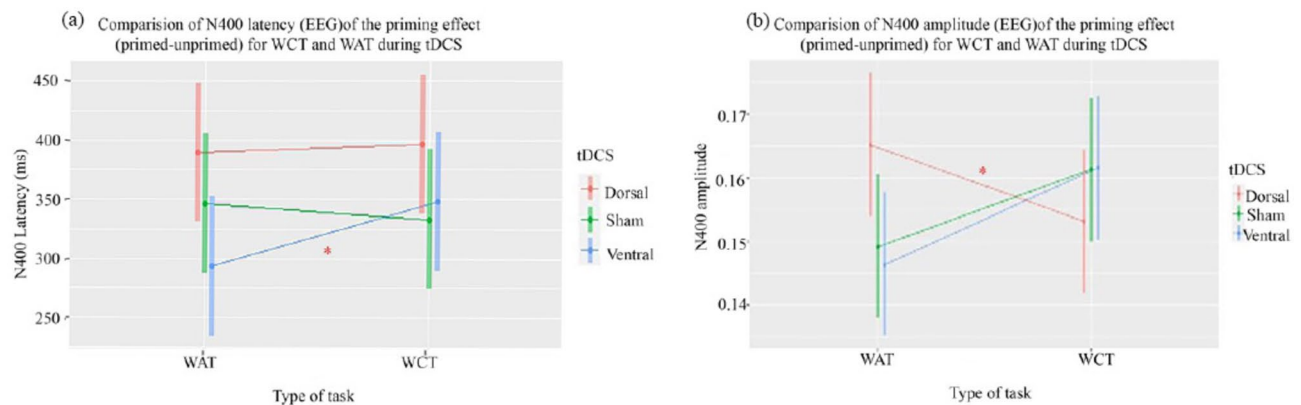 (a)
Comparision of N400 latency (EEG)of the priming effect
(primed-unprimed) for WCT and WAT during tDCS
450
400
350
300
250
N400 Latency (ms)
WAT
WCT
Type of task
*
tDCS
Dorsal
Sham
Ventral
(b)
Comparision of N400 amplitude (EEG)of the priming effect
(primed-unprimed) for WCT and WAT during tDCS
0.17
0.16
0.15
0.14
N400 amplitude
WAT
WCT
Type of task
*
tDCS
Dorsal
Sham
Ventral